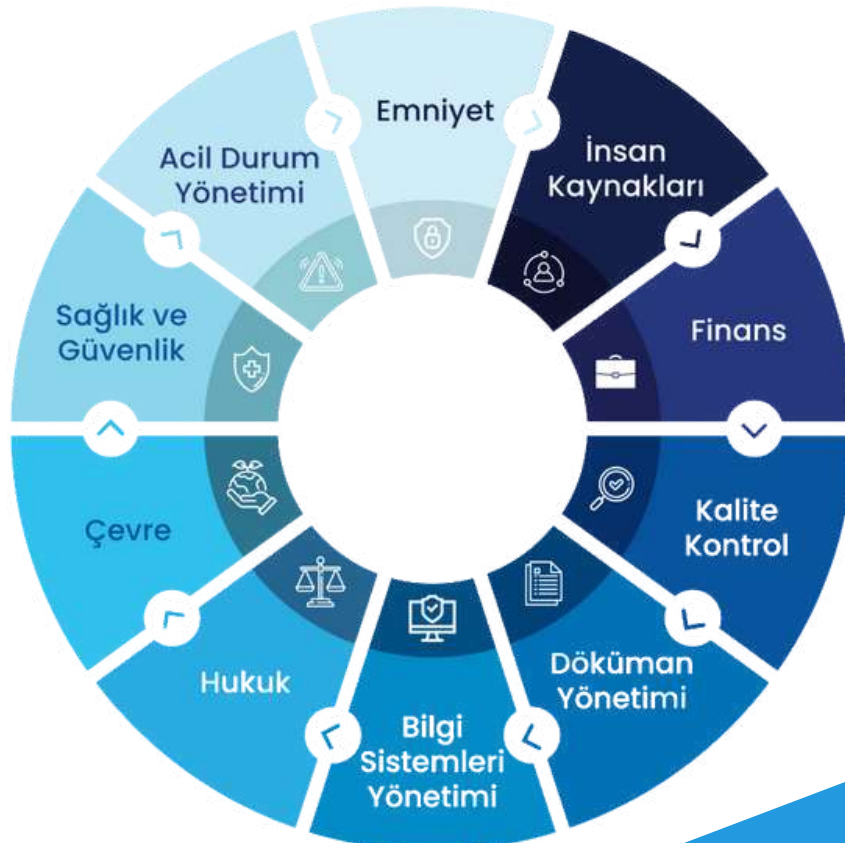 Emniyet
İnsan
Kaynakları
Finans
Kalite
Kontrol
Döküman
Yönetimi
Bilgi
Sistemleri
Yönetimi
Hukuk
Çevre
Sağlık ve
Güvenlik
Acil Durum
Yönetimi